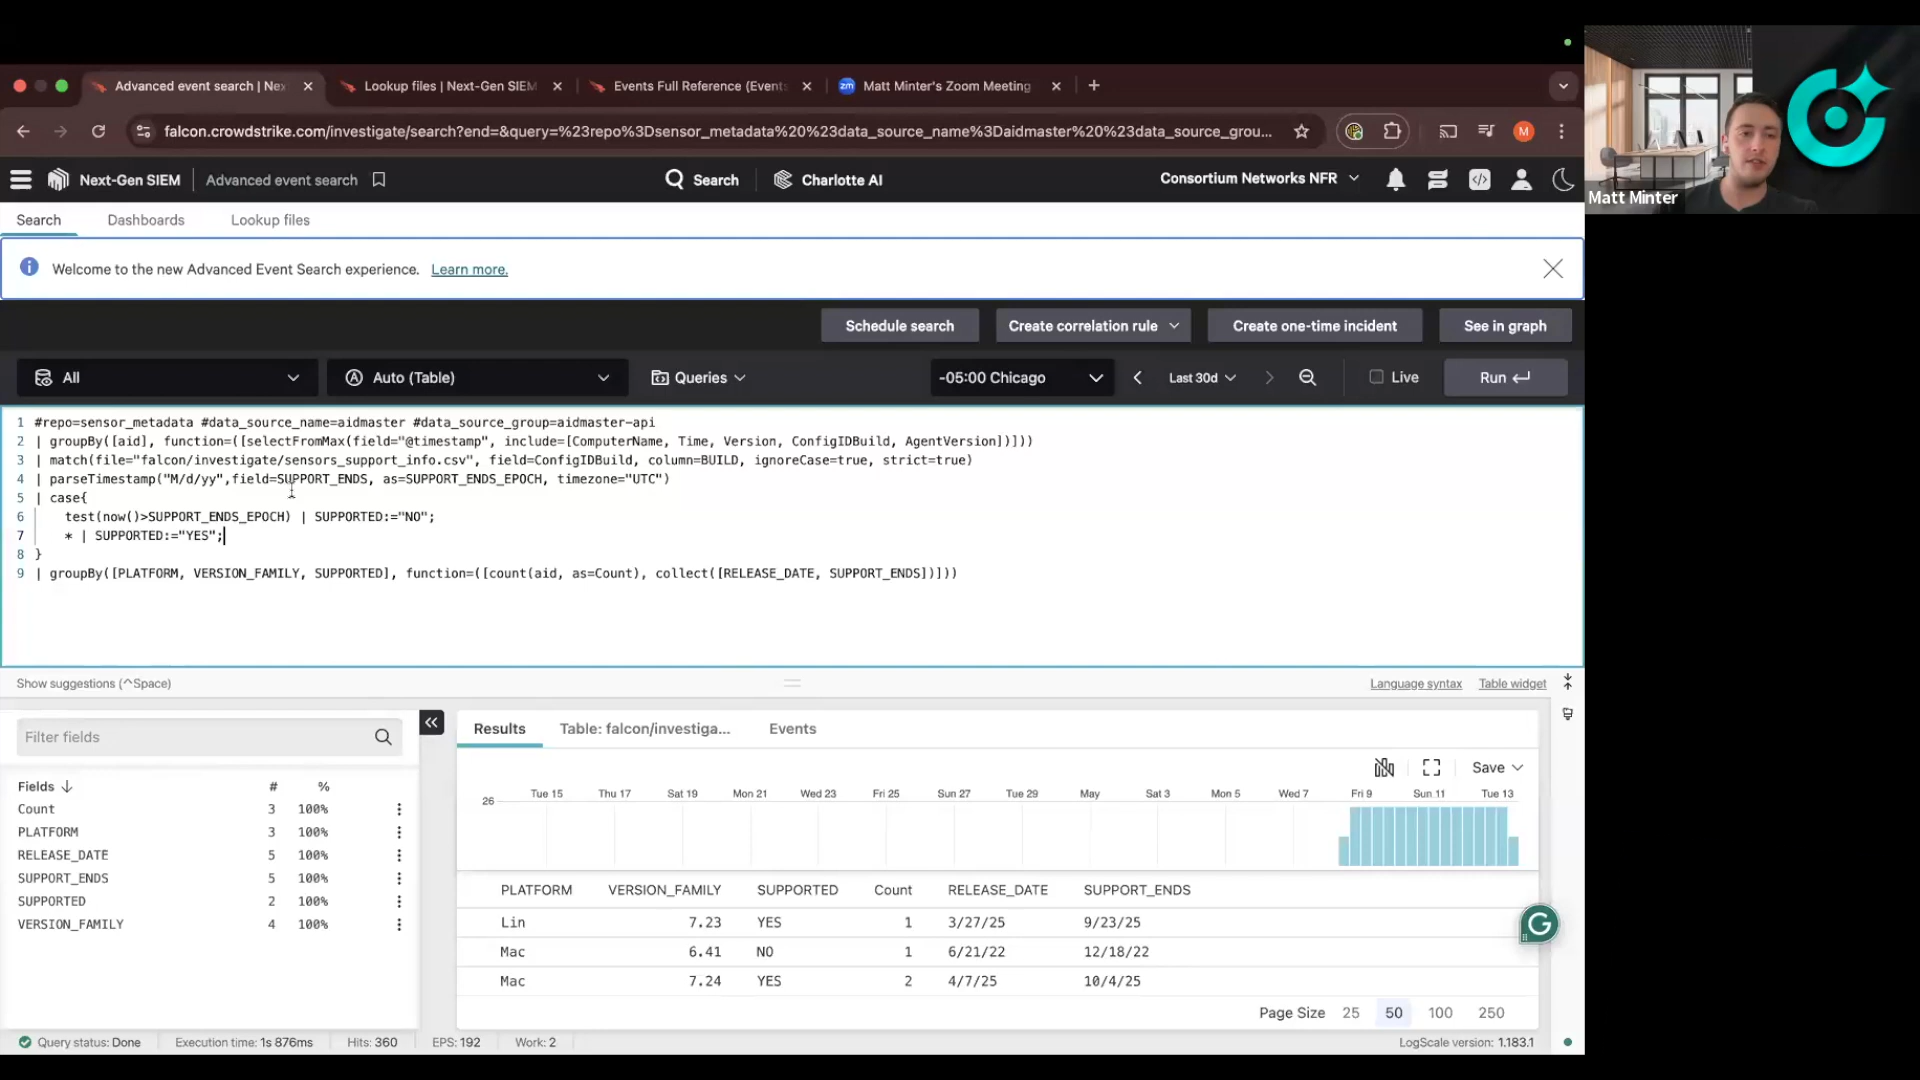 Advanced event search | Nex
Lookup files | Next-Gen SIEM
Events Full Reference (Events
zm Matt Minter's Zoom Meeting
falcon.crowdstrike.com/investigate/search?end=&query=%23repo%3Dsensor_metadata%20%23data_source_name%3Daidmaster%20%23data_source_grou...
M
Next-Gen SIEM
Advanced event search
Search
Charlotte AI
Consortium Networks NFR
Matt Minter
Search
Dashboards
Lookup files
Welcome to the new Advanced Event Search experience. Learn more.
Schedule search
Create correlation rule
Create one-time incident
See in graph
All
Auto (Table)
Queries
-05:00 Chicago
Last 30d
Live
Run
1 #repo=sensor_metadata #data_source_name=aidmaster #data_source_group=aidmaster-api
2 | groupBy([aid], function=([selectFromMax(field="@timestamp", include=[ComputerName, Time, Version, ConfigIDBuild, AgentVersion])]))
3 | match(file="falcon/investigate/sensors_support_info.csv", field=ConfigIDBuild, column=BUILD, ignoreCase=true, strict=true)
4 | parseTimestamp("M/d/yy",field=SUPPORT_ENDS, as=SUPPORT_ENDS_EPOCH, timezone="UTC")
5 | case{
6 test(now()>SUPPORT_ENDS_EPOCH) | SUPPORTED:="NO";
7 * | SUPPORTED:="YES";
8 }
9 | groupBy([PLATFORM, VERSION_FAMILY, SUPPORTED], function=([count(aid, as=Count), collect([RELEASE_DATE, SUPPORT_ENDS])]))
Show suggestions (^Space)
Language syntax
Table widget
Filter fields
Fields # %
Count 3 100%
PLATFORM 3 100%
RELEASE_DATE 5 100%
SUPPORT_ENDS 5 100%
SUPPORTED 2 100%
VERSION_FAMILY 4 100%
Results
Table: falcon/investiga...
Events
Save
Tue 15 Thu 17 Sat 19 Mon 21 Wed 23 Fri 25 Sun 27 Tue 29 May Sat 3 Mon 5 Wed 7 Fri 9 Sun 11 Tue 13
26
PLATFORM VERSION_FAMILY SUPPORTED Count RELEASE_DATE SUPPORT_ENDS
Lin 7.23 YES 1 3/27/25 9/23/25
Mac 6.41 NO 1 6/21/22 12/18/22
Mac 7.24 YES 2 4/7/25 10/4/25
G
Page Size 25 50 100 250
Query status: Done
Execution time: 1s 876ms
Hits: 360
EPS: 192
Work: 2
LogScale version: 1.183.1